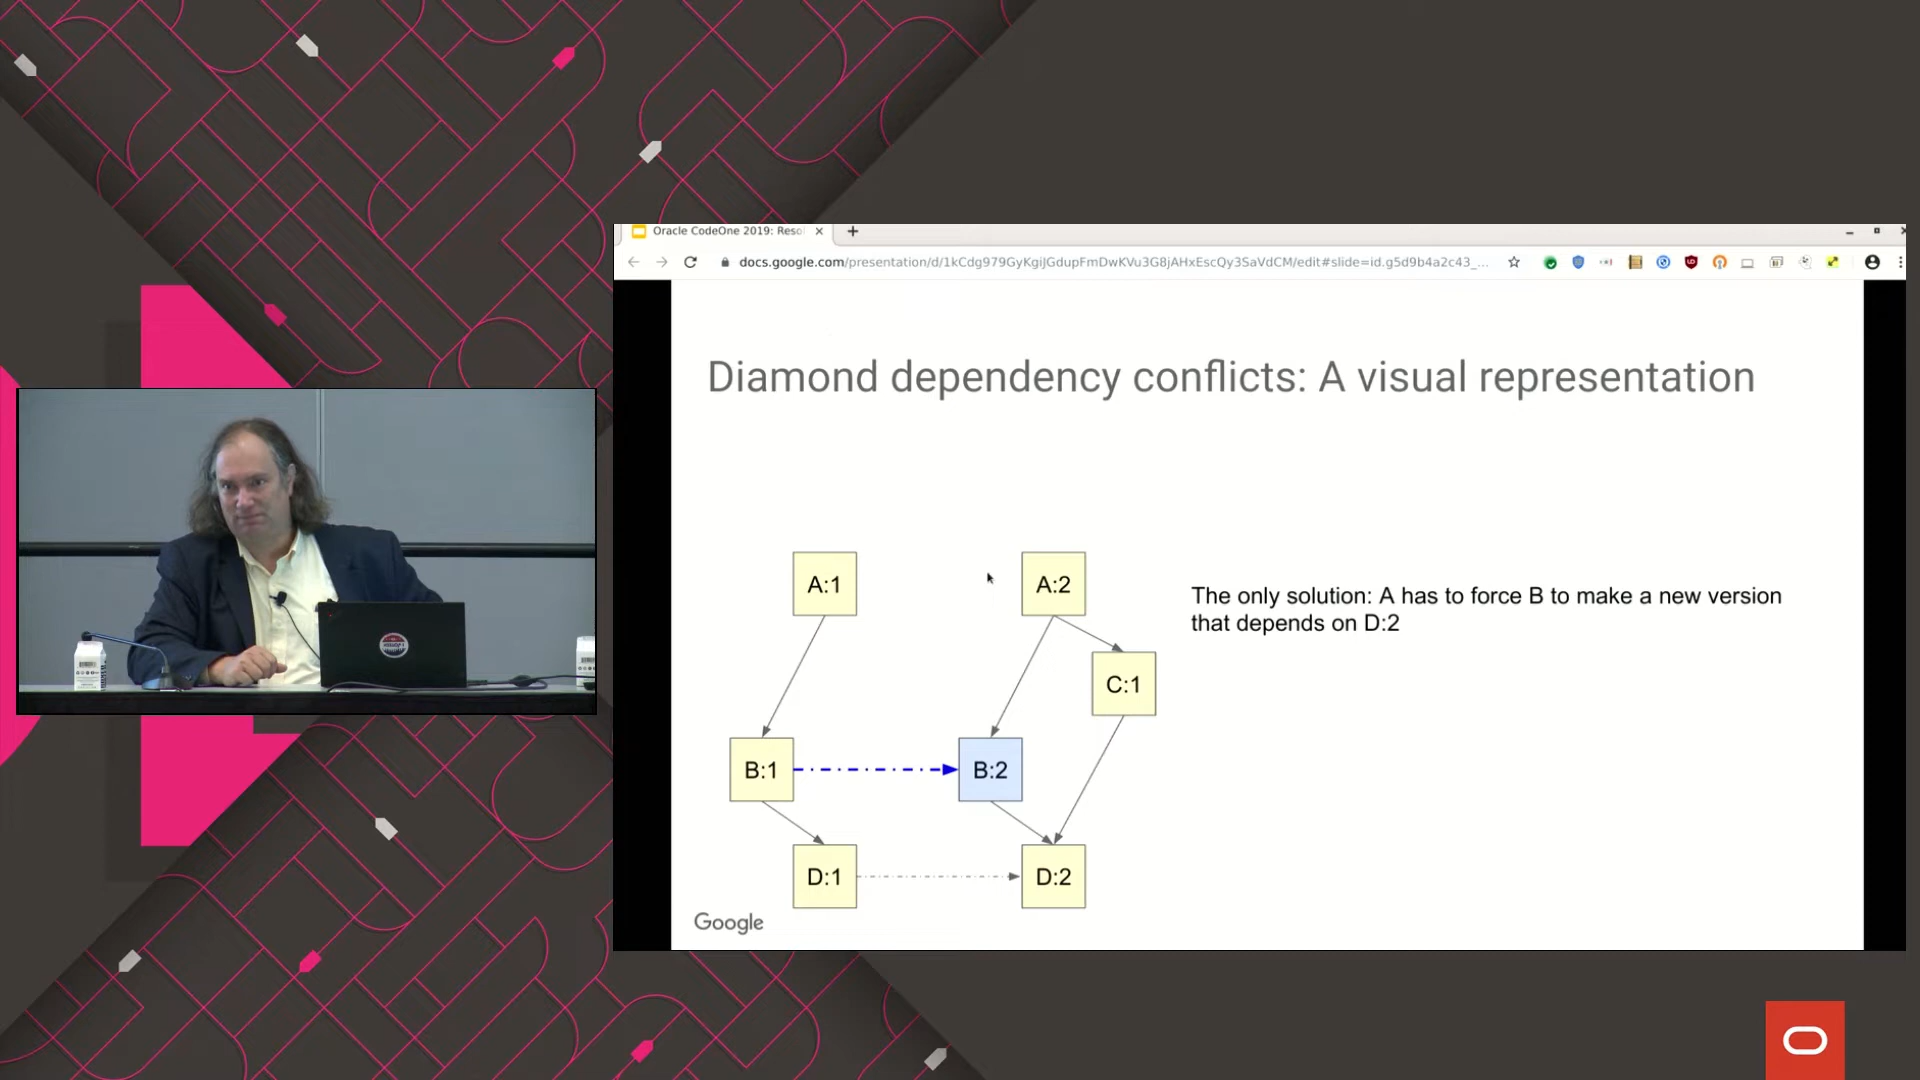 Oracle CodeOne 2019: Reso
docs.google.com/presentation/d/1kCdg979GyKgiJGdupFmDwKVu3G8jAHxEscQy3SaVdCM/edit#slide=id.g5d9b4a2c43_...
Diamond dependency conflicts: A visual representation
A:1
A:2
The only solution: A has to force B to make a new version
that depends on D:2
C:1
B:1
B:2
D:1
D:2
Google